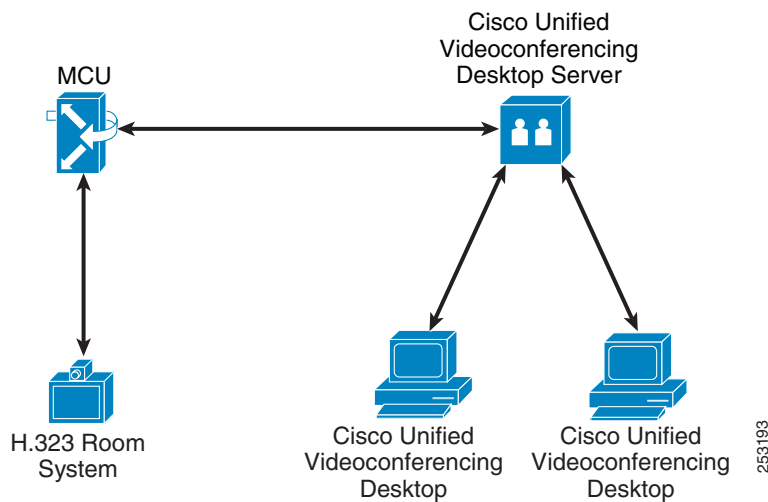 Cisco Unified
Videoconferencing
Desktop Server
MCU
H.323 Room
System
Cisco Unified
Videoconferencing
Desktop
Cisco Unified
Videoconferencing
Desktop
253193